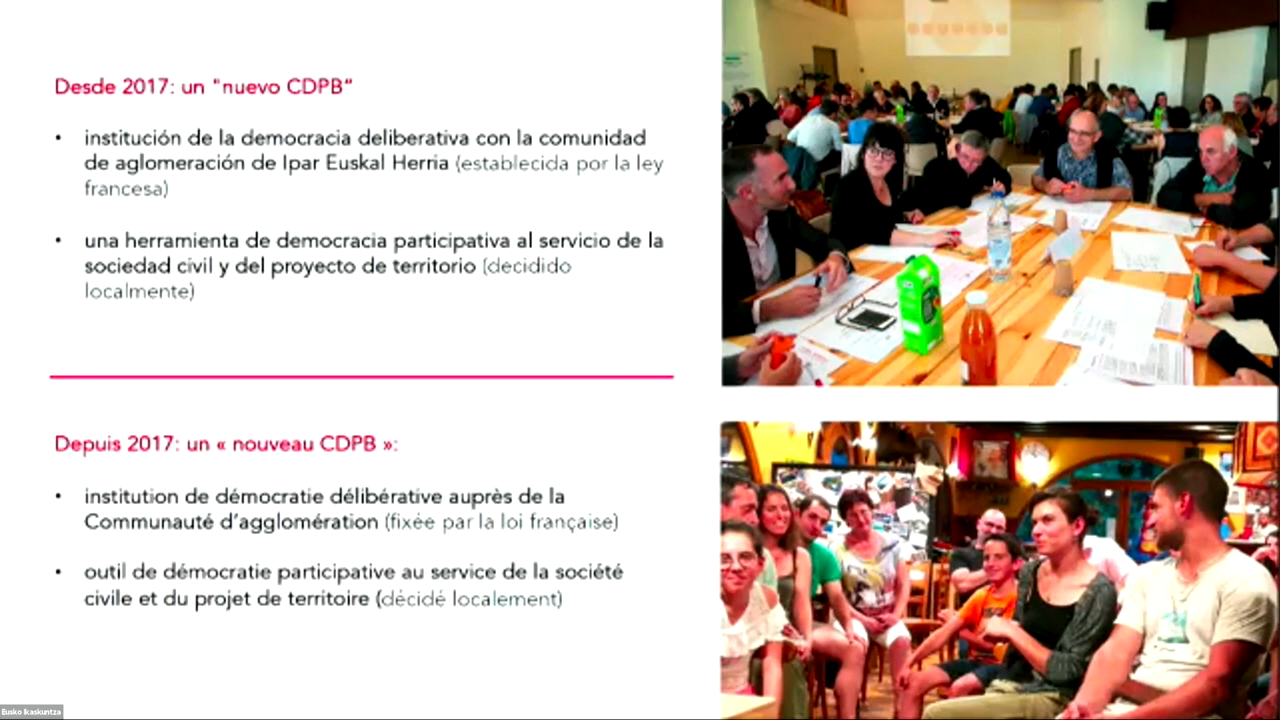 Desde 2017: un "nuevo CDPB"
• institución de la democracia deliberativa con la comunidad
de aglomeración de Ipar Euskal Herria (establecida por la ley
francesa)
• una herramienta de democracia participativa al servicio de la
sociedad civil y del proyecto de territorio (decidido
localmente)
Depuis 2017: un « nouveau CDPB »:
• institution de démocratie délibérative auprès de la
Communauté d'agglomération (fixée par la loi française)
• outil de démocratie participative au service de la société
civile et du projet de territoire (décidé localement)
Eusko Ikaskuntza